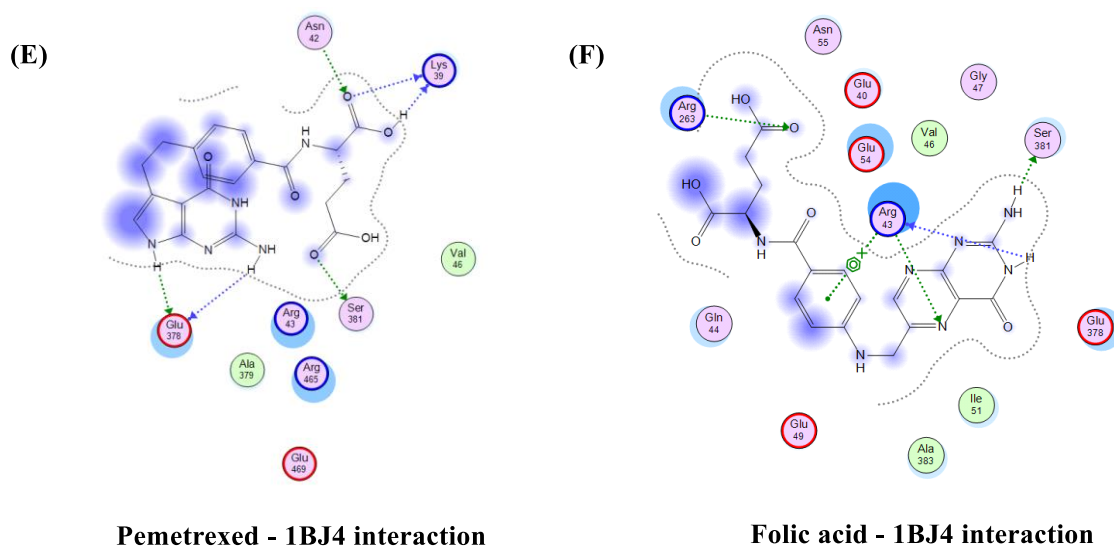 (E)
Asn
42
Lys
39
O
O
H
N
H
OH
O
O
NH
O
OH
N
H
N
NH
H
Val
46
Glu
378
Arg
43
Ser
381
Ala
379
Arg
465
Glu
469
Pemetrexed - 1BJ4 interaction
(F)
Asn
55
Glu
40
Gly
47
Arg
263
HO
O
Glu
54
Val
46
Ser
381
HO
O
NH
O
Arg
43
H
NH
N
N
N
H
N
O
Gln
44
N
H
Glu
378
Ile
51
Glu
49
Ala
383
Folic acid - 1BJ4 interaction